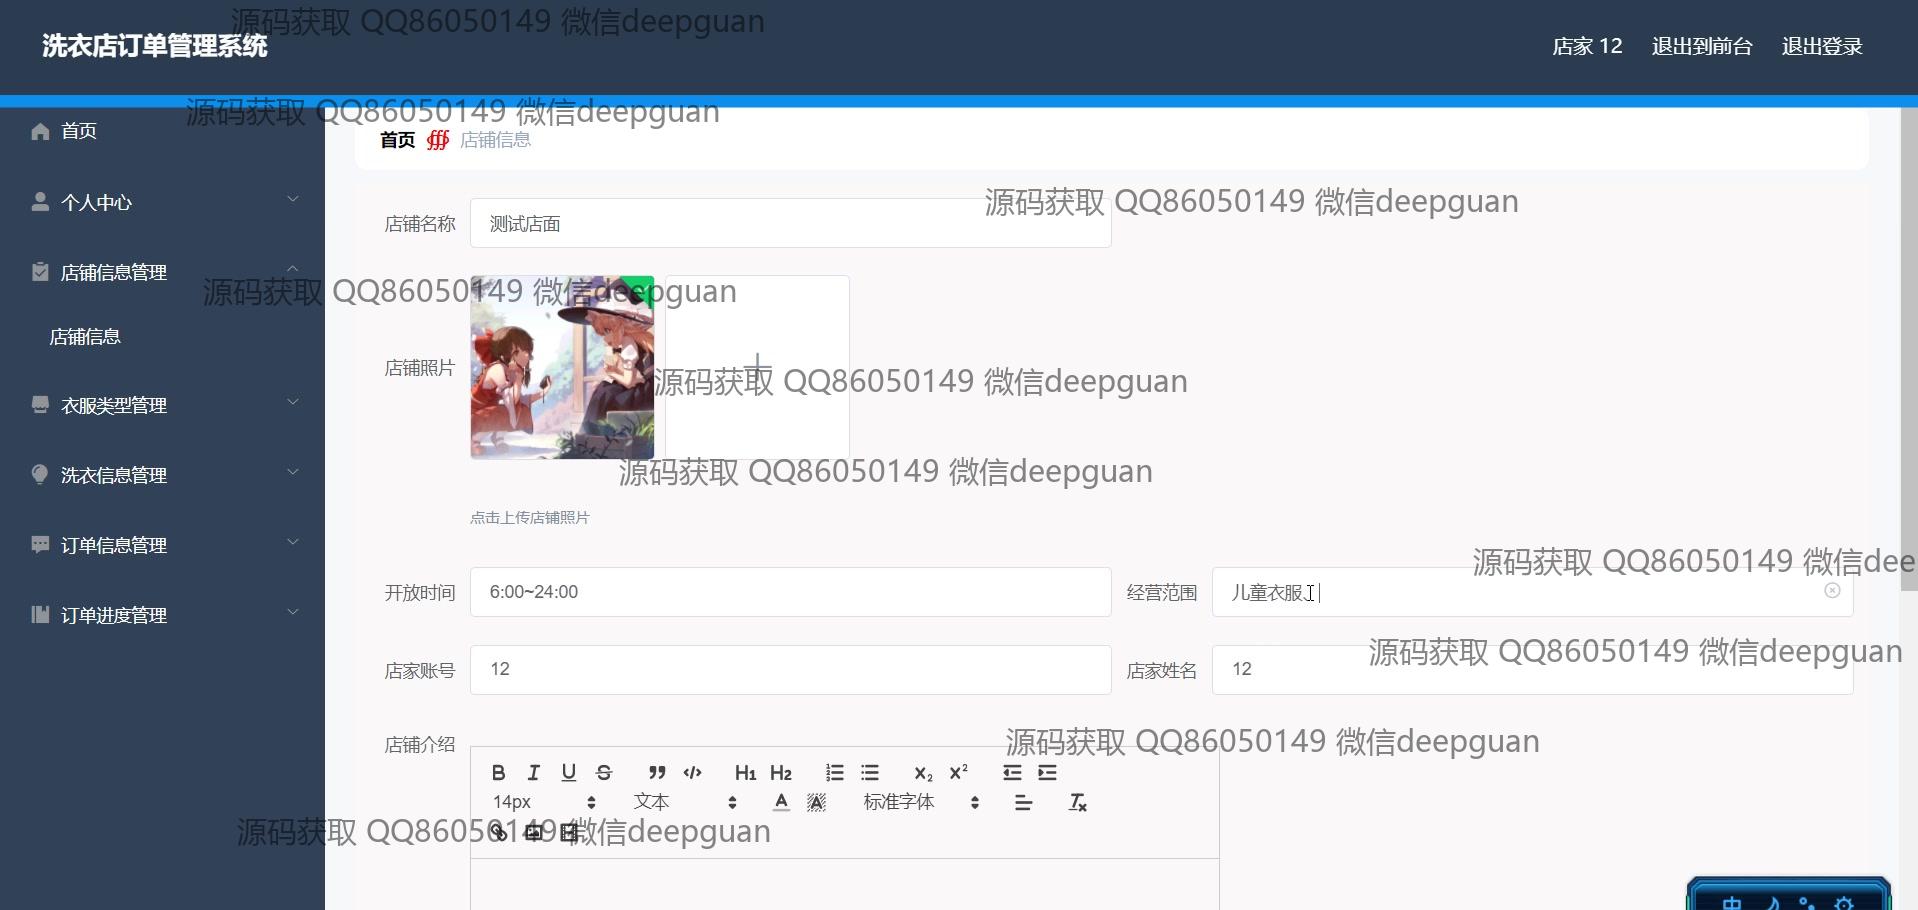 源码获取 QQ86050149 微信deepguan
洗衣店订单管理系统
店家 12 退出到前台 退出登录
源码获取 QQ86050149 微信deepguan
首页
首页 店铺信息
个人中心
源码获取 QQ86050149 微信deepguan
店铺名称 测试店面
店铺信息管理
源码获取 QQ86050149 微信deepguan
店铺信息
店铺照片
源码获取 QQ86050149 微信deepguan
衣服类型管理
洗衣信息管理
源码获取 QQ86050149 微信deepguan
点击上传店铺照片
订单信息管理
源码获取 QQ86050149 微信dee
开放时间 6:00~24:00 经营范围 儿童衣服、
订单进度管理
源码获取 QQ86050149 微信deepguan
店家账号 12 店家姓名 12
源码获取 QQ86050149 微信deepguan
店铺介绍
B I U S H1 H2 X2 X2
14px 文本 A A 标准字体
源码获取 QQ86050149 微信deepguan
中